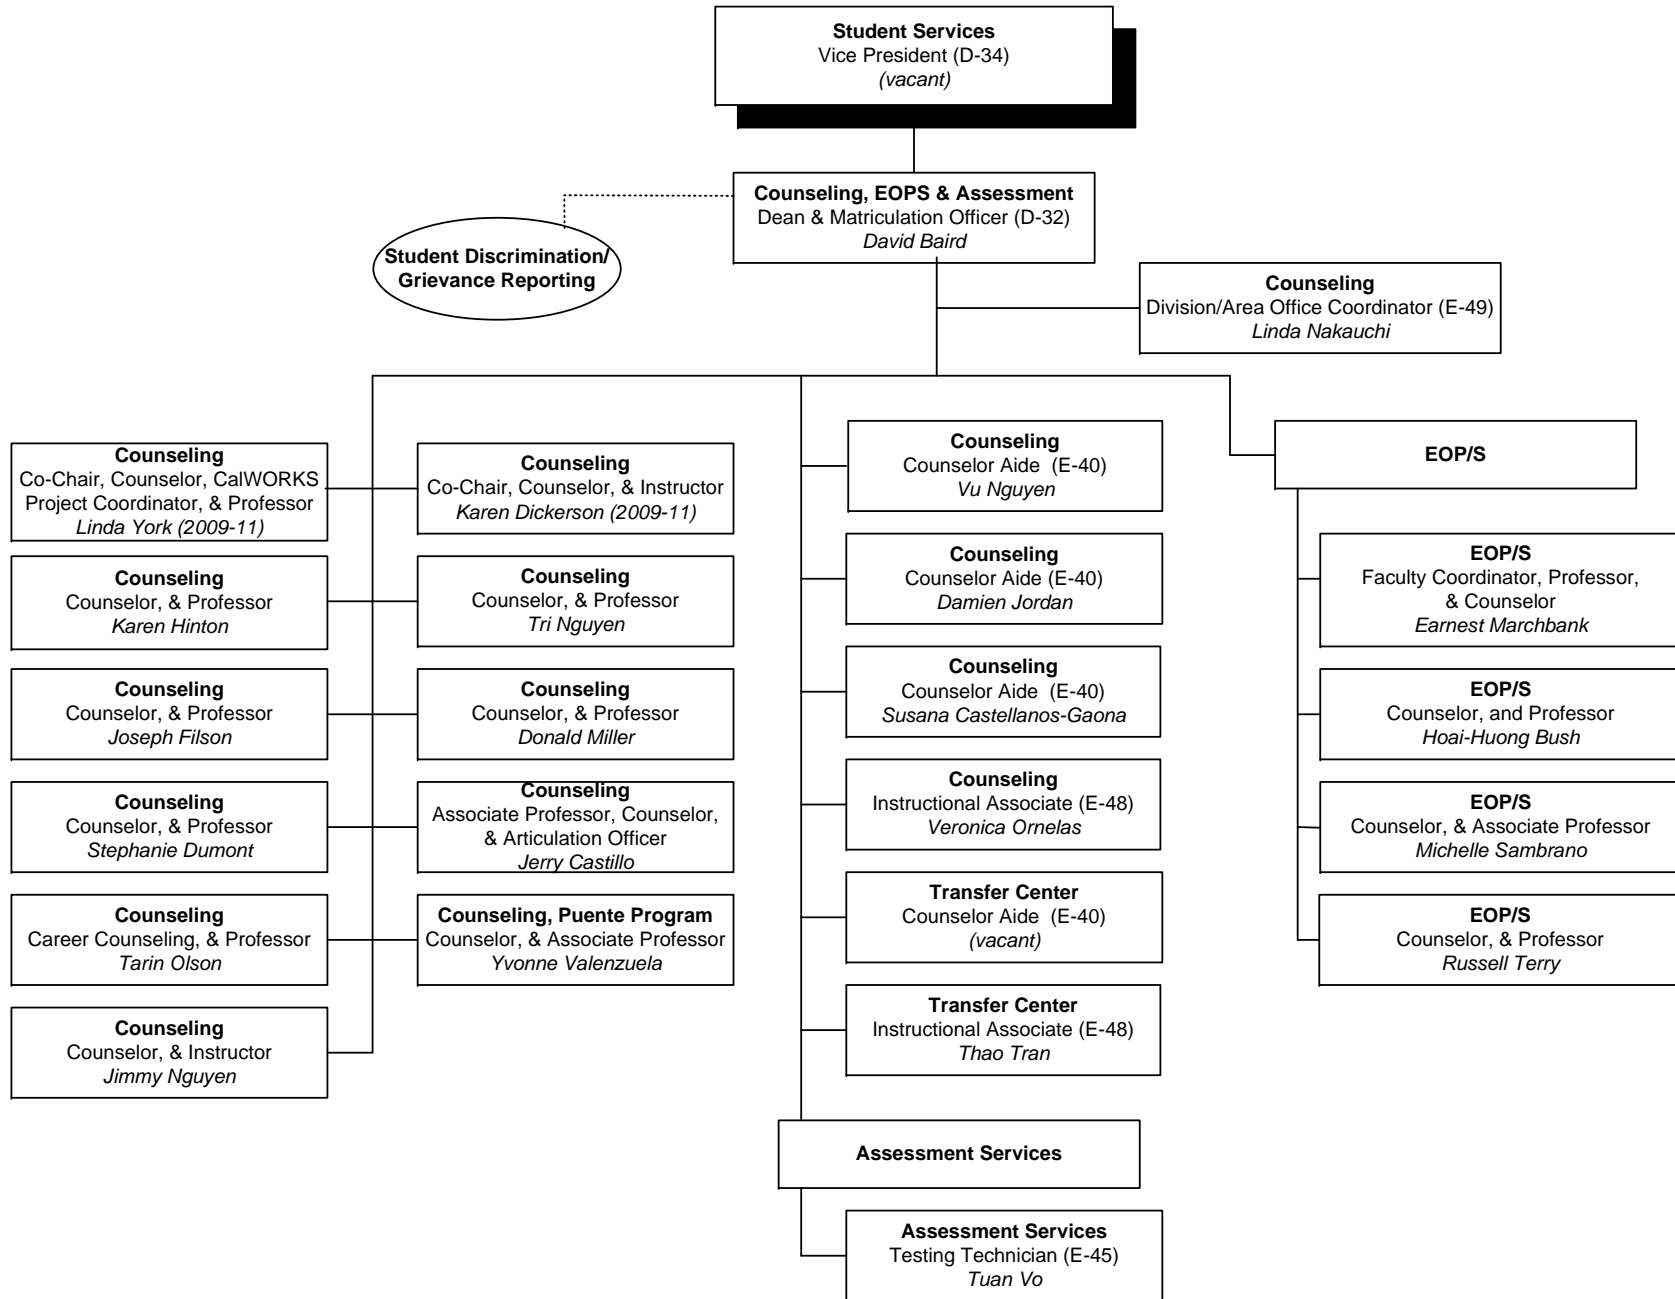 Student Services
Vice President (D-34)
(vacant)
Counseling, EOPS & Assessment
Dean & Matriculation Officer (D-32)
David Baird
Student Discrimination/
Grievance Reporting
Counseling
Division/Area Office Coordinator (E-49)
Linda Nakauchi
Counseling
Co-Chair, Counselor, CalWORKS
Project Coordinator, & Professor
Linda York (2009-11)
Counseling
Co-Chair, Counselor, & Instructor
Karen Dickerson (2009-11)
Counseling
Counselor, & Professor
Karen Hinton
Counseling
Counselor, & Professor
Tri Nguyen
Counseling
Counselor, & Professor
Joseph Filson
Counseling
Counselor, & Professor
Donald Miller
Counseling
Counselor, & Professor
Stephanie Dumont
Counseling
Associate Professor, Counselor,
& Articulation Officer
Jerry Castillo
Counseling
Career Counseling, & Professor
Tarin Olson
Counseling, Puente Program
Counselor, & Associate Professor
Yvonne Valenzuela
Counseling
Counselor, & Instructor
Jimmy Nguyen
Counseling
Counselor Aide (E-40)
Vu Nguyen
Counseling
Counselor Aide (E-40)
Damien Jordan
Counseling
Counselor Aide (E-40)
Susana Castellanos-Gaona
Counseling
Instructional Associate (E-48)
Veronica Ornelas
Transfer Center
Counselor Aide (E-40)
(vacant)
Transfer Center
Instructional Associate (E-48)
Thao Tran
Assessment Services
Assessment Services
Testing Technician (E-45)
Tuan Vo
EOP/S
EOP/S
Faculty Coordinator, Professor,
& Counselor
Earnest Marchbank
EOP/S
Counselor, and Professor
Hoai-Huong Bush
EOP/S
Counselor, & Associate Professor
Michelle Sambrano
EOP/S
Counselor, & Professor
Russell Terry